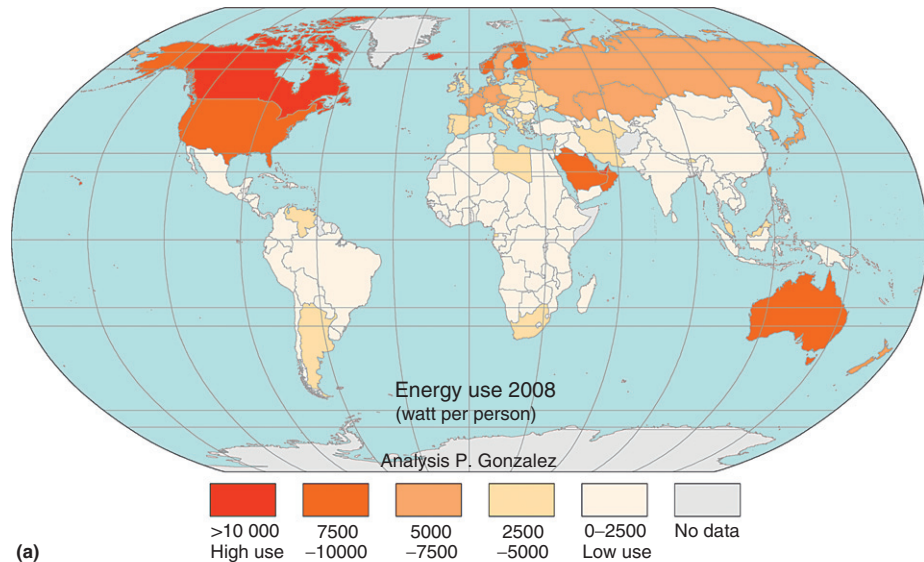 Energy use 2008
(watt per person)
Analysis P. Gonzalez
>10 000
High use
7500
–10000
5000
–7500
2500
–5000
0–2500
Low use
No data
(a)